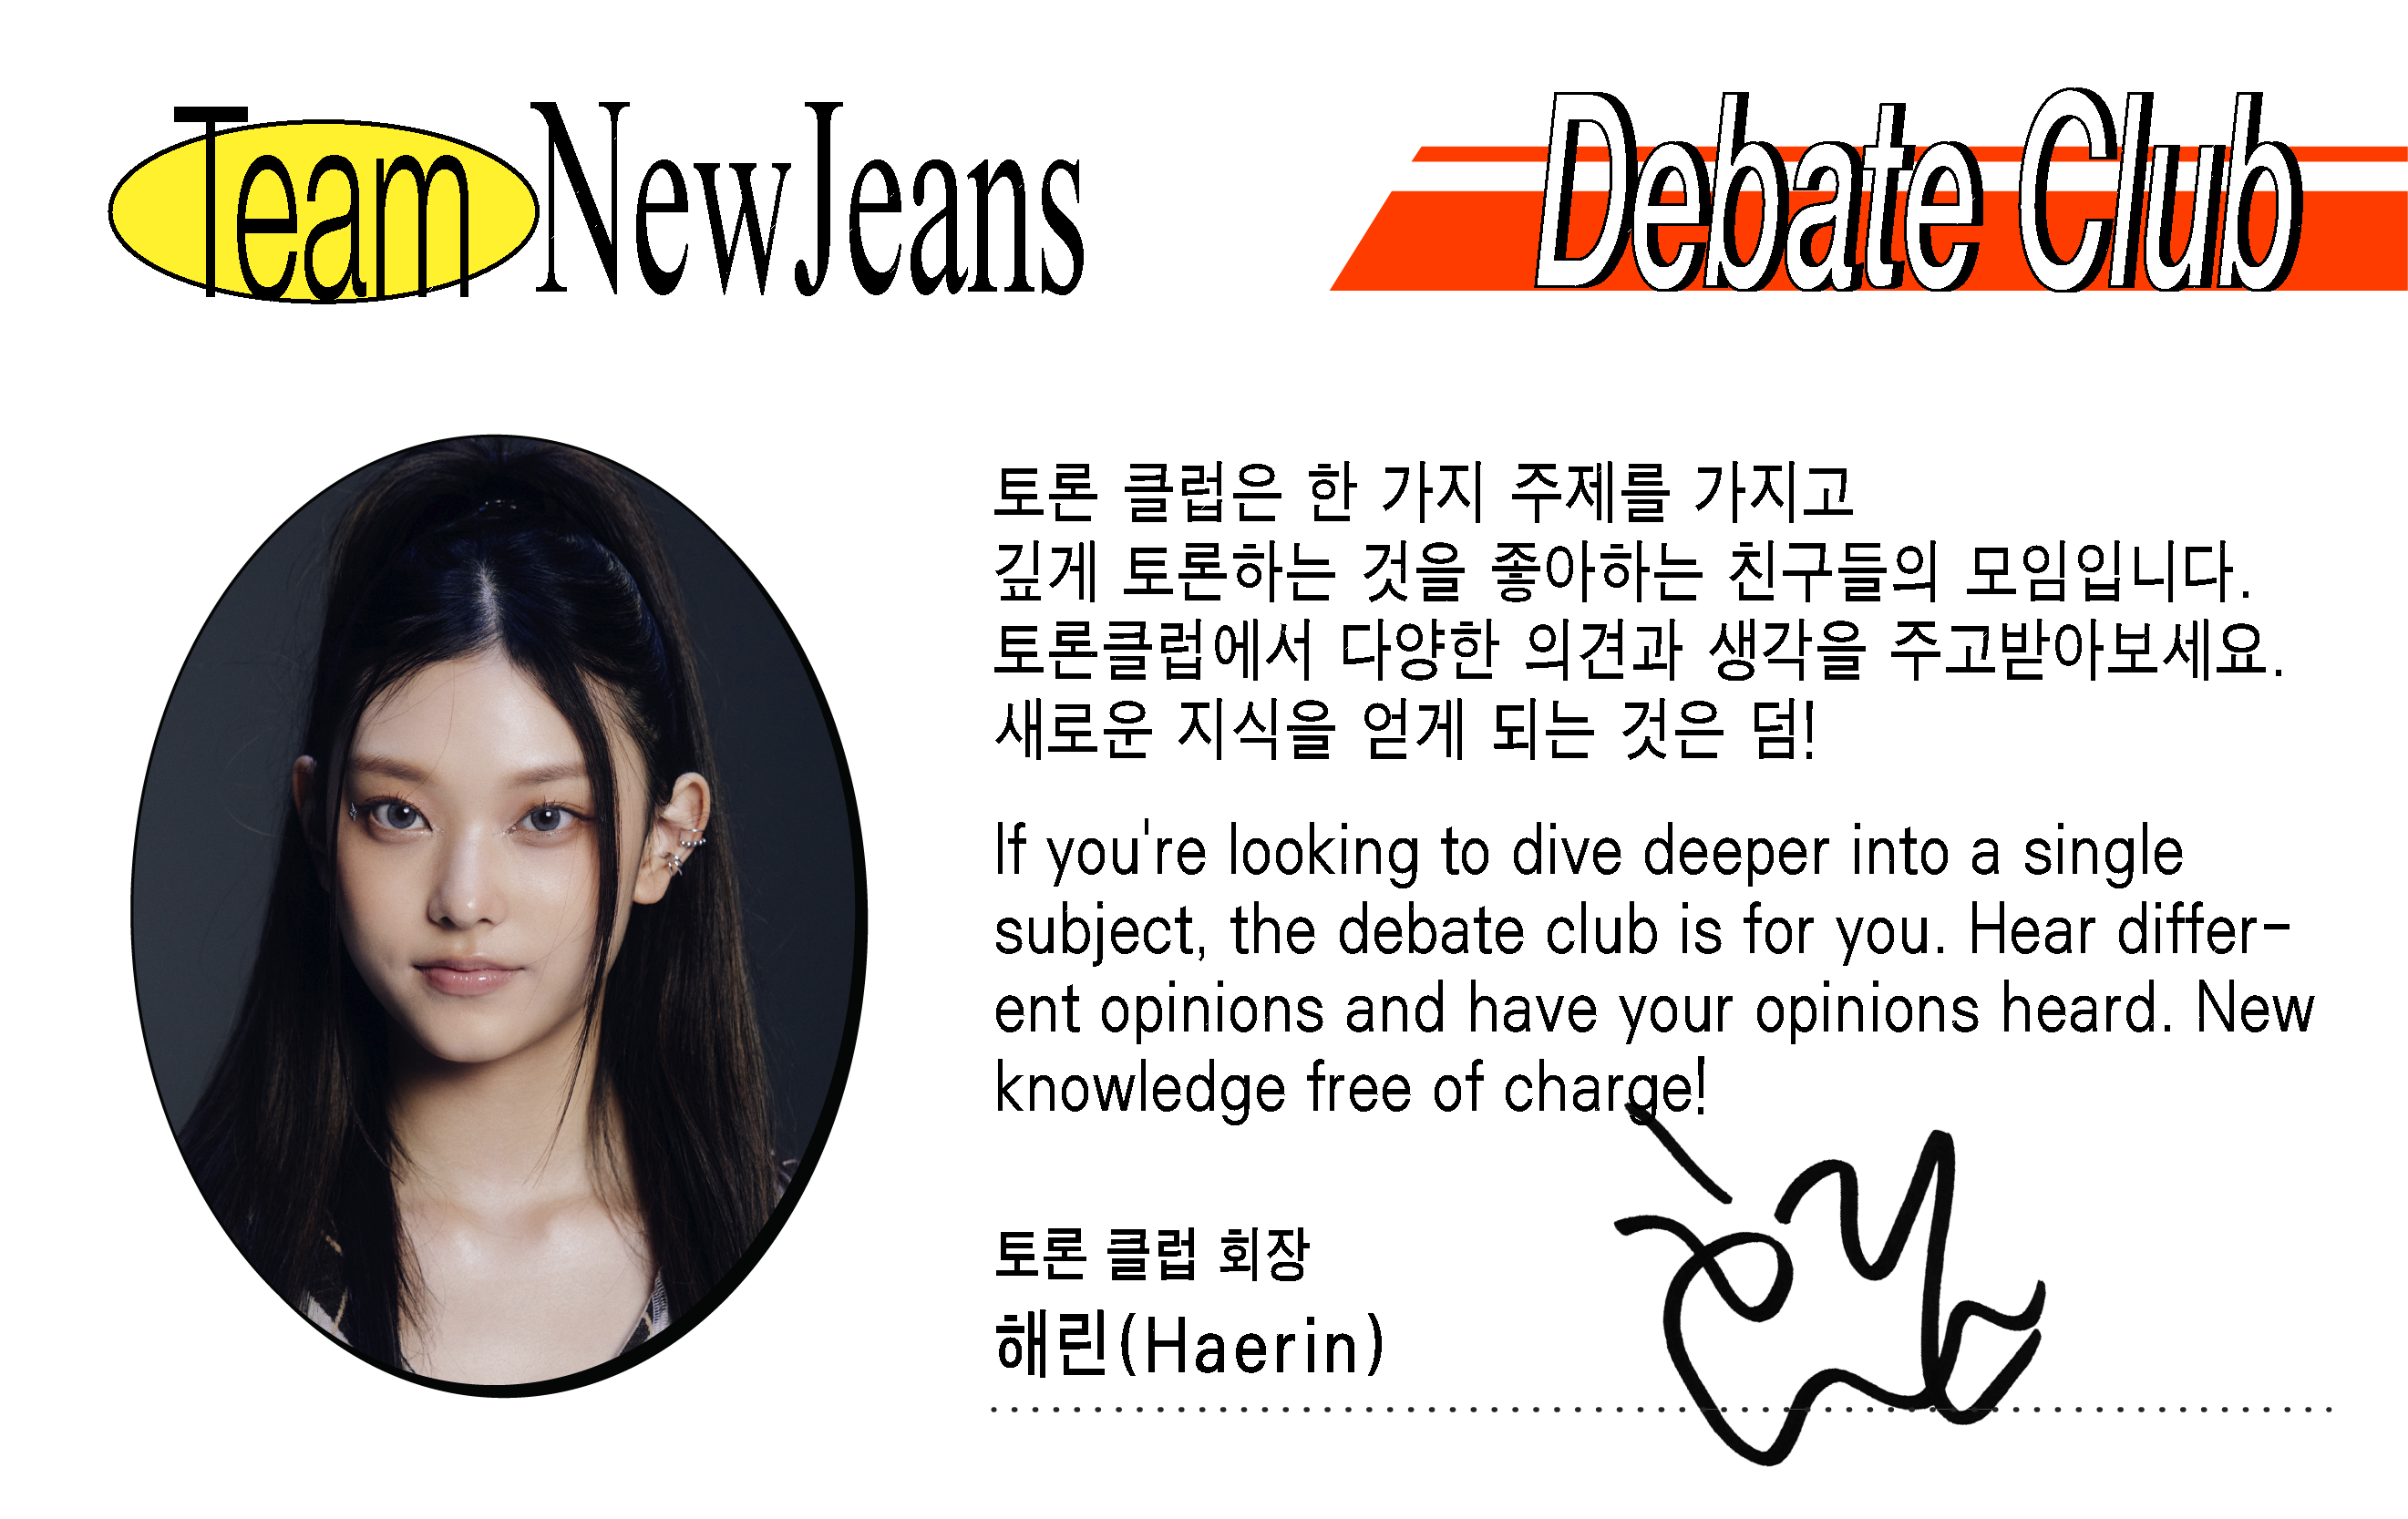 Team NewJeans
Debate Club
토론 클럽은 한 가지 주제를 가지고
깊게 토론하는 것을 좋아하는 친구들의 모임입니다.
토론클럽에서 다양한 의견과 생각을 주고받아보세요.
새로운 지식을 얻게 되는 것은 덤!
If you're looking to dive deeper into a single
subject, the debate club is for you. Hear differ-
ent opinions and have your opinions heard. New
knowledge free of charge!
토론 클럽 회장
해린(Haerin)